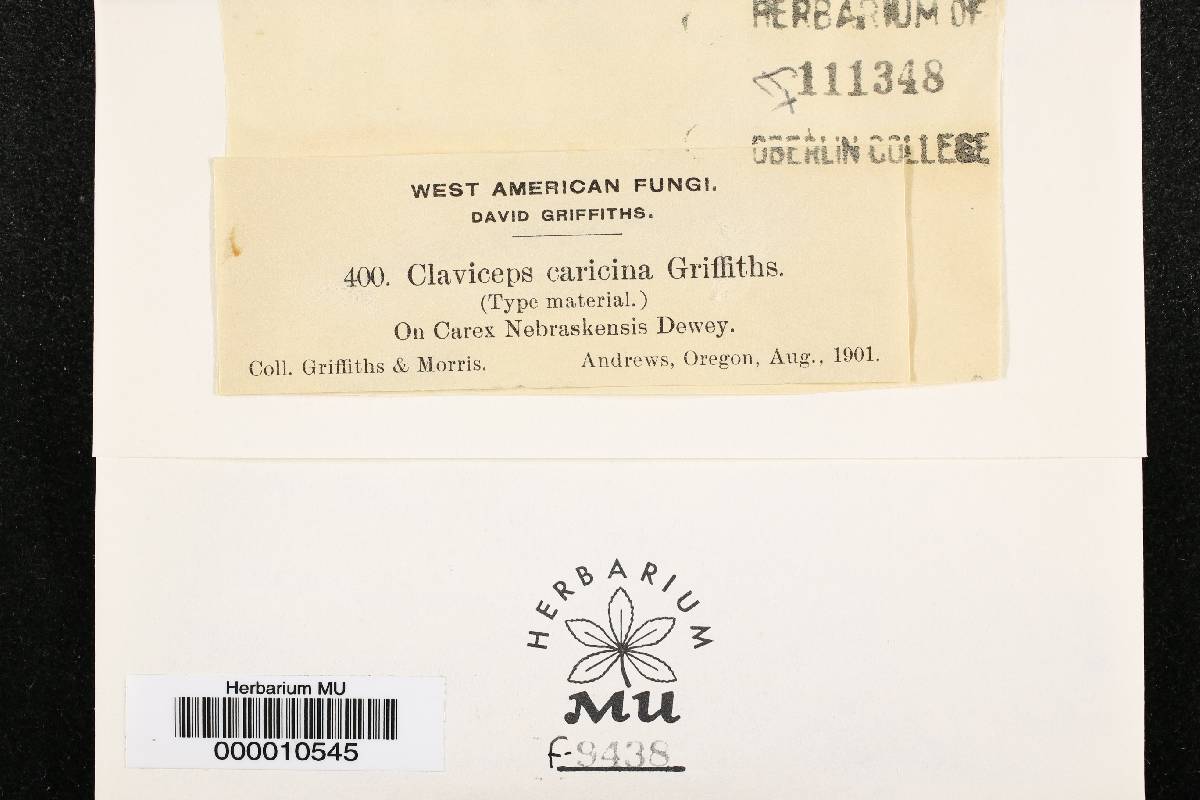 HERBARIUM OF
111348
OBERLIN COLLEGE
WEST AMERICAN FUNGI.
DAVID GRIFFITHS.
400. Claviceps caricina Griffiths.
(Type material.)
On Carex Nebraskensis Dewey.
Coll. Griffiths & Morris. Andrews, Oregon, Aug., 1901.
HERBARIUM
MU
f-9438
Herbarium MU
000010545